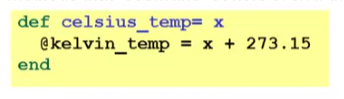 def celsius_temp= x
  @kelvin_temp = x + 273.15
end